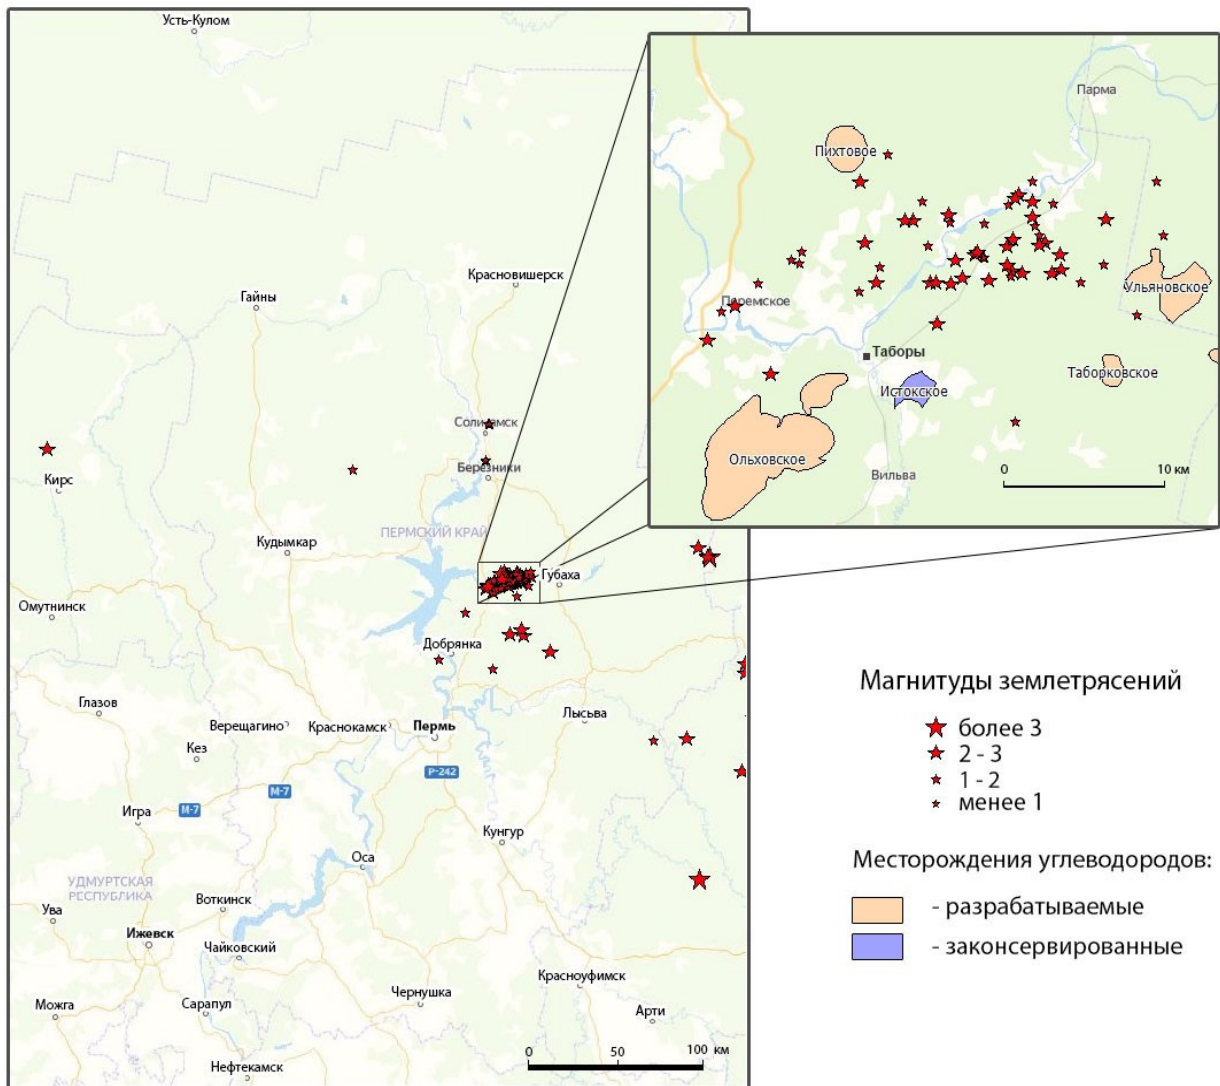 Усть-Кулом
Красновишерск
Гайны
Соликамск
Березники
Кирс
ПЕРМСКИЙ КРАЙ
Кудымкар
Губаха
Омутнинск
Добрянка
Глазов
Верещагино
Краснокамск
Пермь
Лысьва
Кез
Р-242
М-7
М-7
Игра
Кунгур
Оса
УДМУРТСКАЯ
РЕСПУБЛИКА
Воткинск
Ува
Ижевск
Чайковский
Красноуфимск
Чернушка
Можга
Сарапул
Арти
Нефтекамск
0 50 100 км
Парма
Пихтовое
Перемское
Ульяновское
Таборы
Таборковское
Истокское
Ольховское
Вильва
0 10 км
Магнитуды землетрясений
более 3
2 - 3
1 - 2
менее 1
Месторождения углеводородов:
- разрабатываемые
- законсервированные